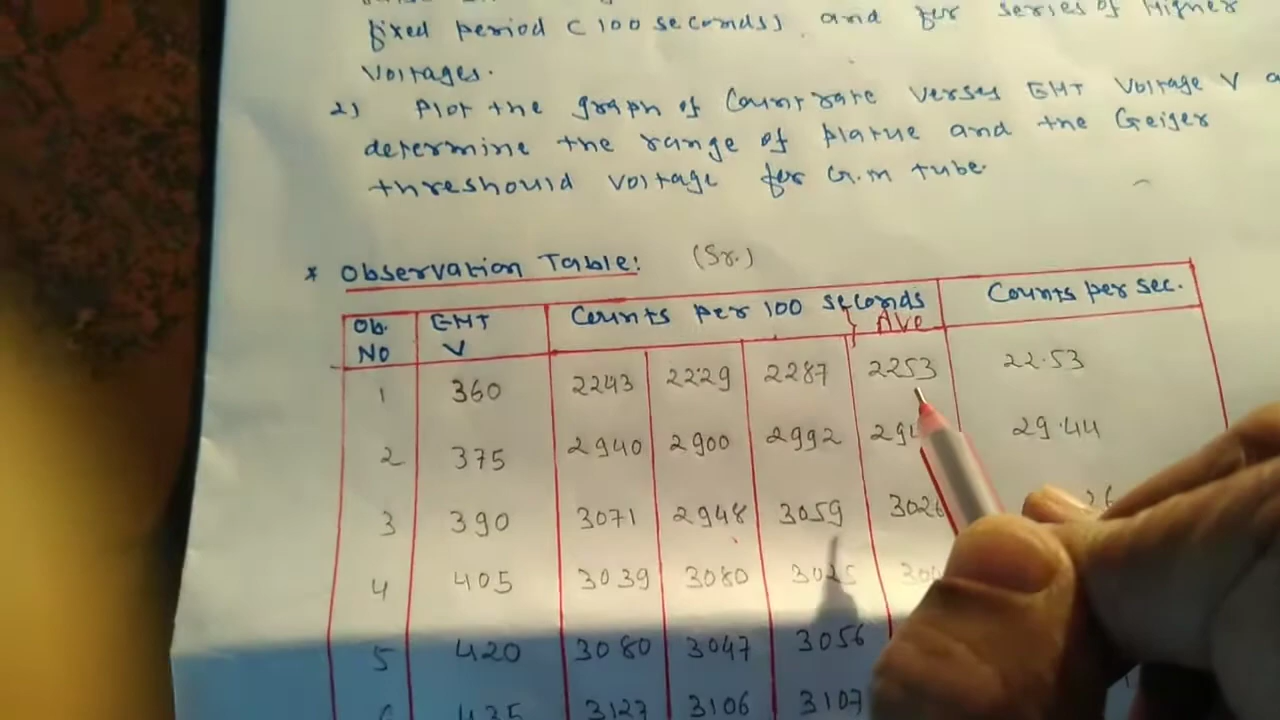 fixed period (100 seconds) and for series of Higher
Voltages.
2) Plot the graph of Count rate verses EHT Voltage V a
determine the range of platue and the Geiger
threshould voltage for G.m tube.
* Observation Table: (Sr.)
Ob. No EHT V Counts per 100 seconds Ave Counts per sec.
1 360 2243 2229 2287 2253 22.53
2 375 2940 2900 2992 29.44
3 390 3071 2948 3059 3026
4 405 3039 3080 3025
5 420 3080 3047 3056
435 3127 3106 3107